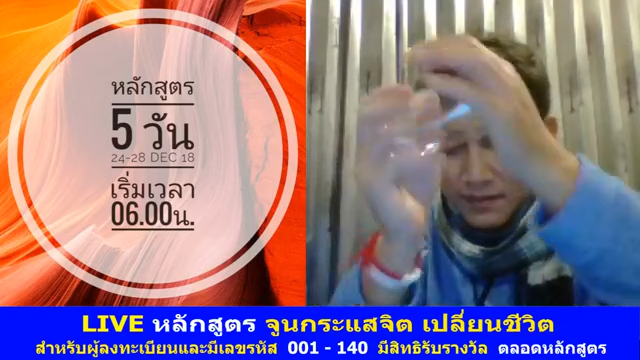 หลักสูตร
5 วัน
24-28 DEC 18
เริ่มเวลา
06.00น.
LIVE หลักสูตร จูนกระแสจิต เปลี่ยนชีวิต
สำหรับผู้ลงทะเบียนและมีเลขรหัส 001 - 140 มีสิทธิรับรางวัล ตลอดหลักสูตร